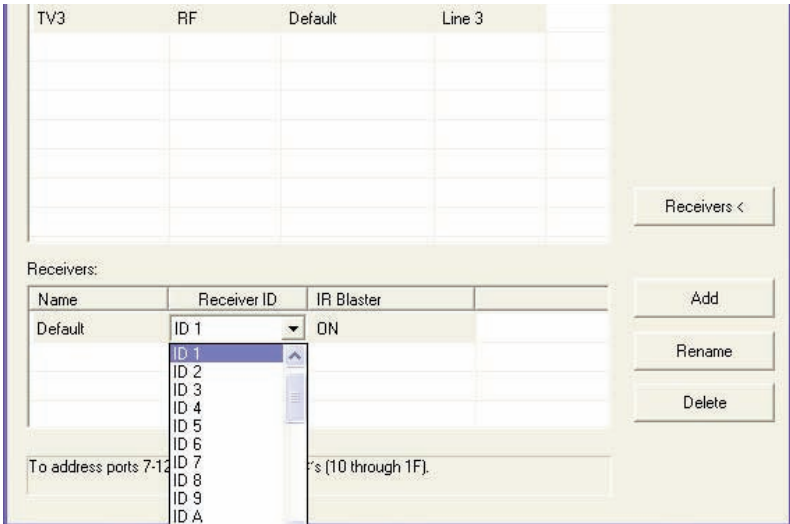 TV3 RF Default Line 3
Receivers <
Receivers:
Name Receiver ID IR Blaster
Default ID 1 ON
Add
Rename
Delete
ID 1
ID 2
ID 3
ID 4
ID 5
ID 6
ID 7
ID 8
ID 9
ID A
To address ports 7-12 's (10 through 1F).